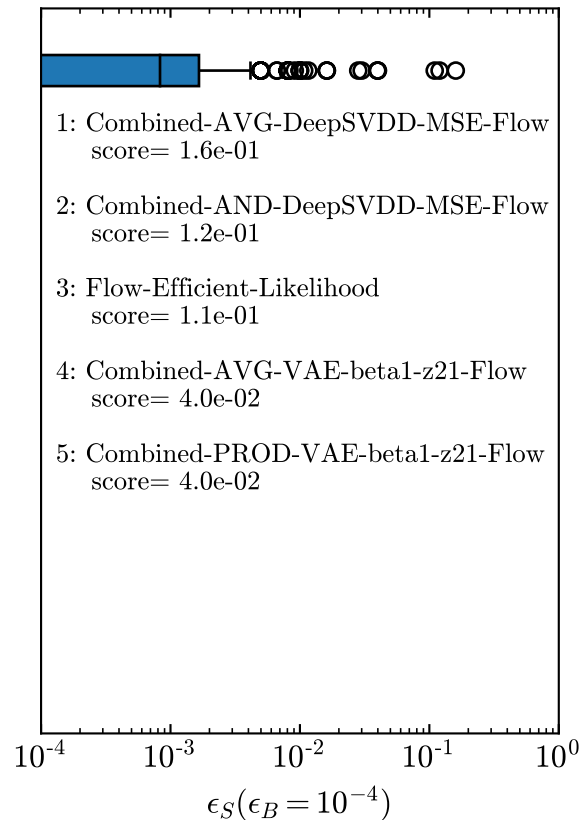 1: Combined-AVG-DeepSVDD-MSE-Flow
score= 1.6e-01
2: Combined-AND-DeepSVDD-MSE-Flow
score= 1.2e-01
3: Flow-Efficient-Likelihood
score= 1.1e-01
4: Combined-AVG-VAE-beta1-z21-Flow
score= 4.0e-02
5: Combined-PROD-VAE-beta1-z21-Flow
score= 4.0e-02
10⁻⁴ 10⁻³ 10⁻² 10⁻¹ 10⁰
ϵ_S(ϵ_B = 10⁻⁴)